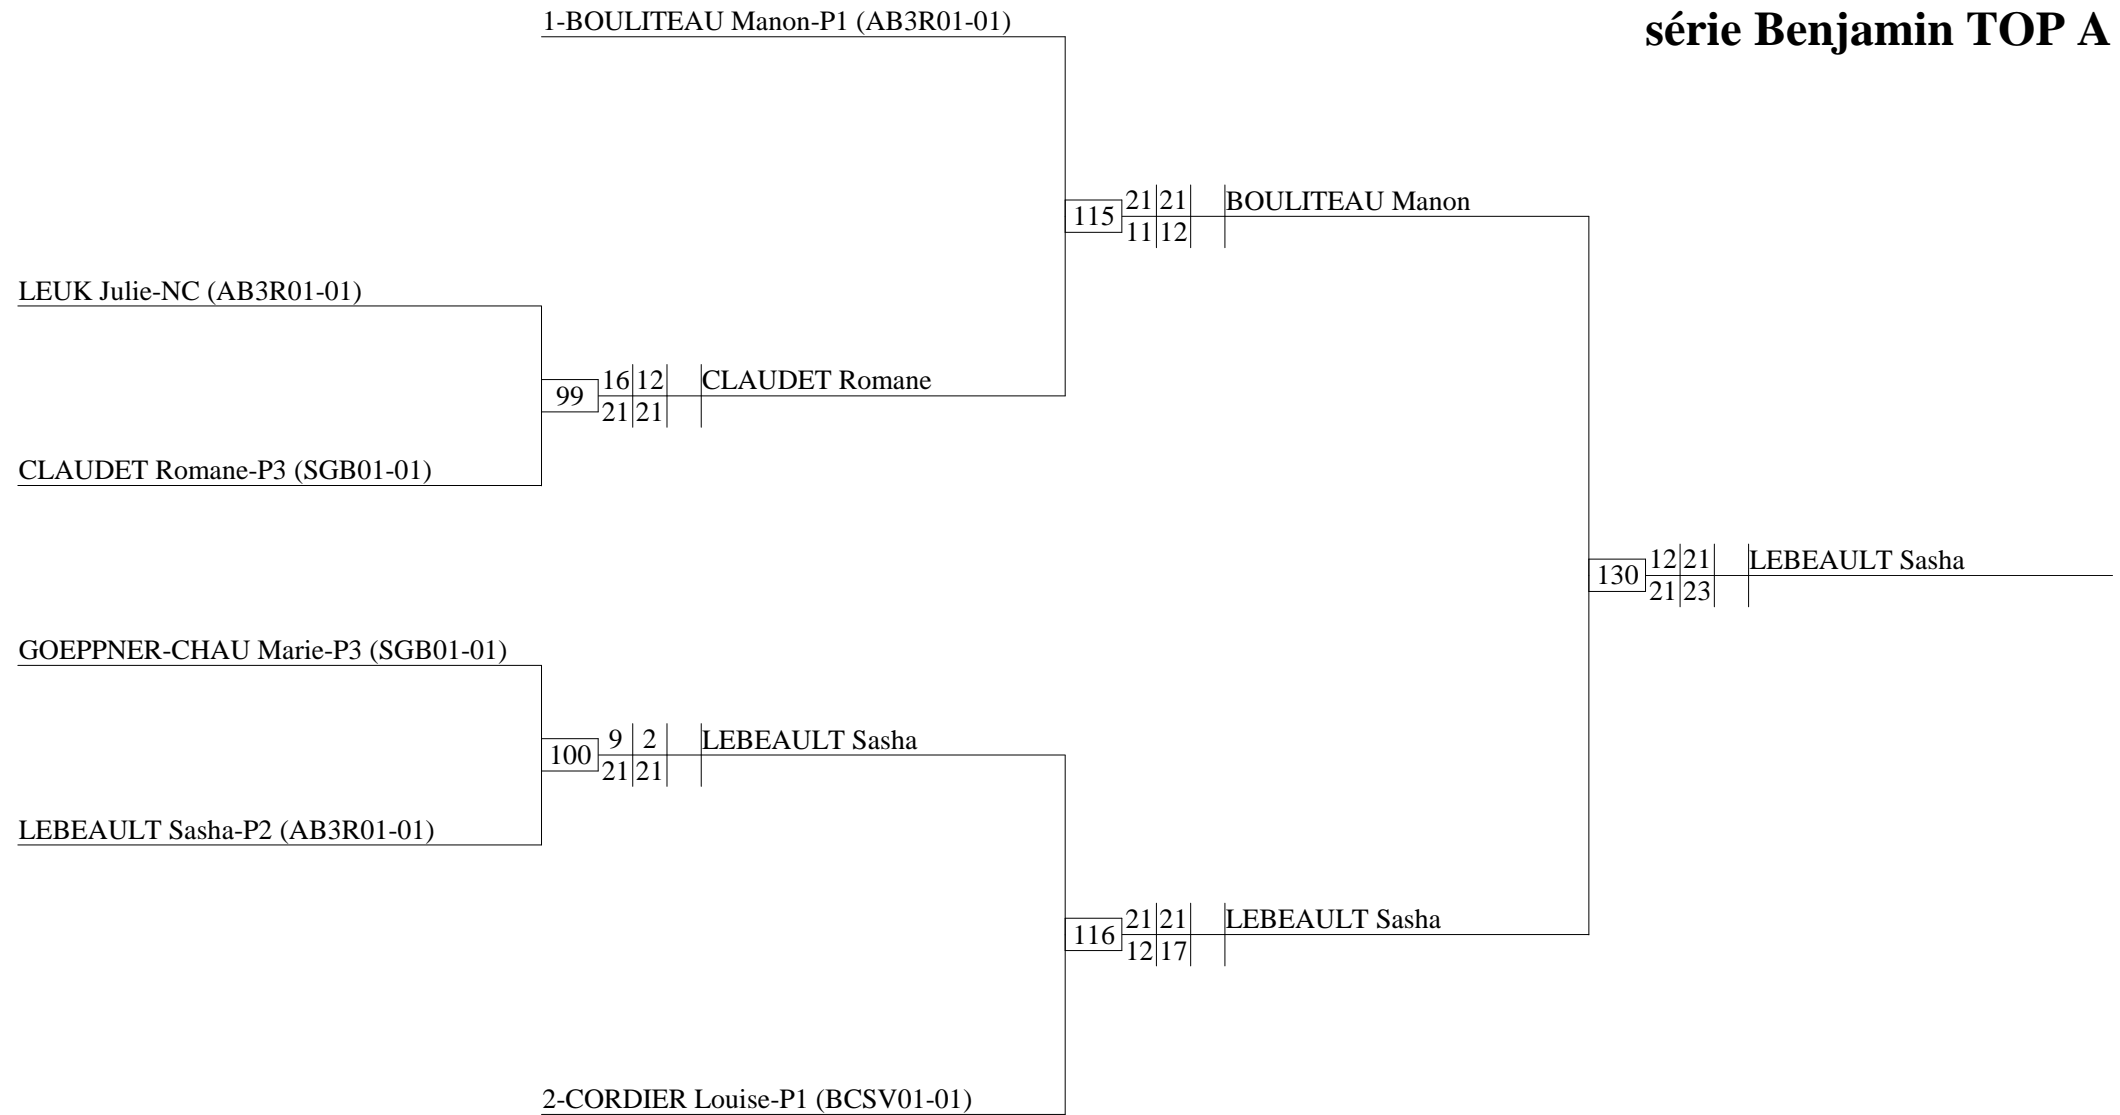 1-BOULITEAU Manon-P1 (AB3R01-01)
série Benjamin TOP A
21 21 BOULITEAU Manon
115
11 12
LEUK Julie-NC (AB3R01-01)
16 12 CLAUDET Romane
99
21 21
CLAUDET Romane-P3 (SGB01-01)
12 21 LEBEAULT Sasha
130
21 23
GOEPPNER-CHAU Marie-P3 (SGB01-01)
9 2 LEBEAULT Sasha
100
21 21
LEBEAULT Sasha-P2 (AB3R01-01)
21 21 LEBEAULT Sasha
116
12 17
2-CORDIER Louise-P1 (BCSV01-01)